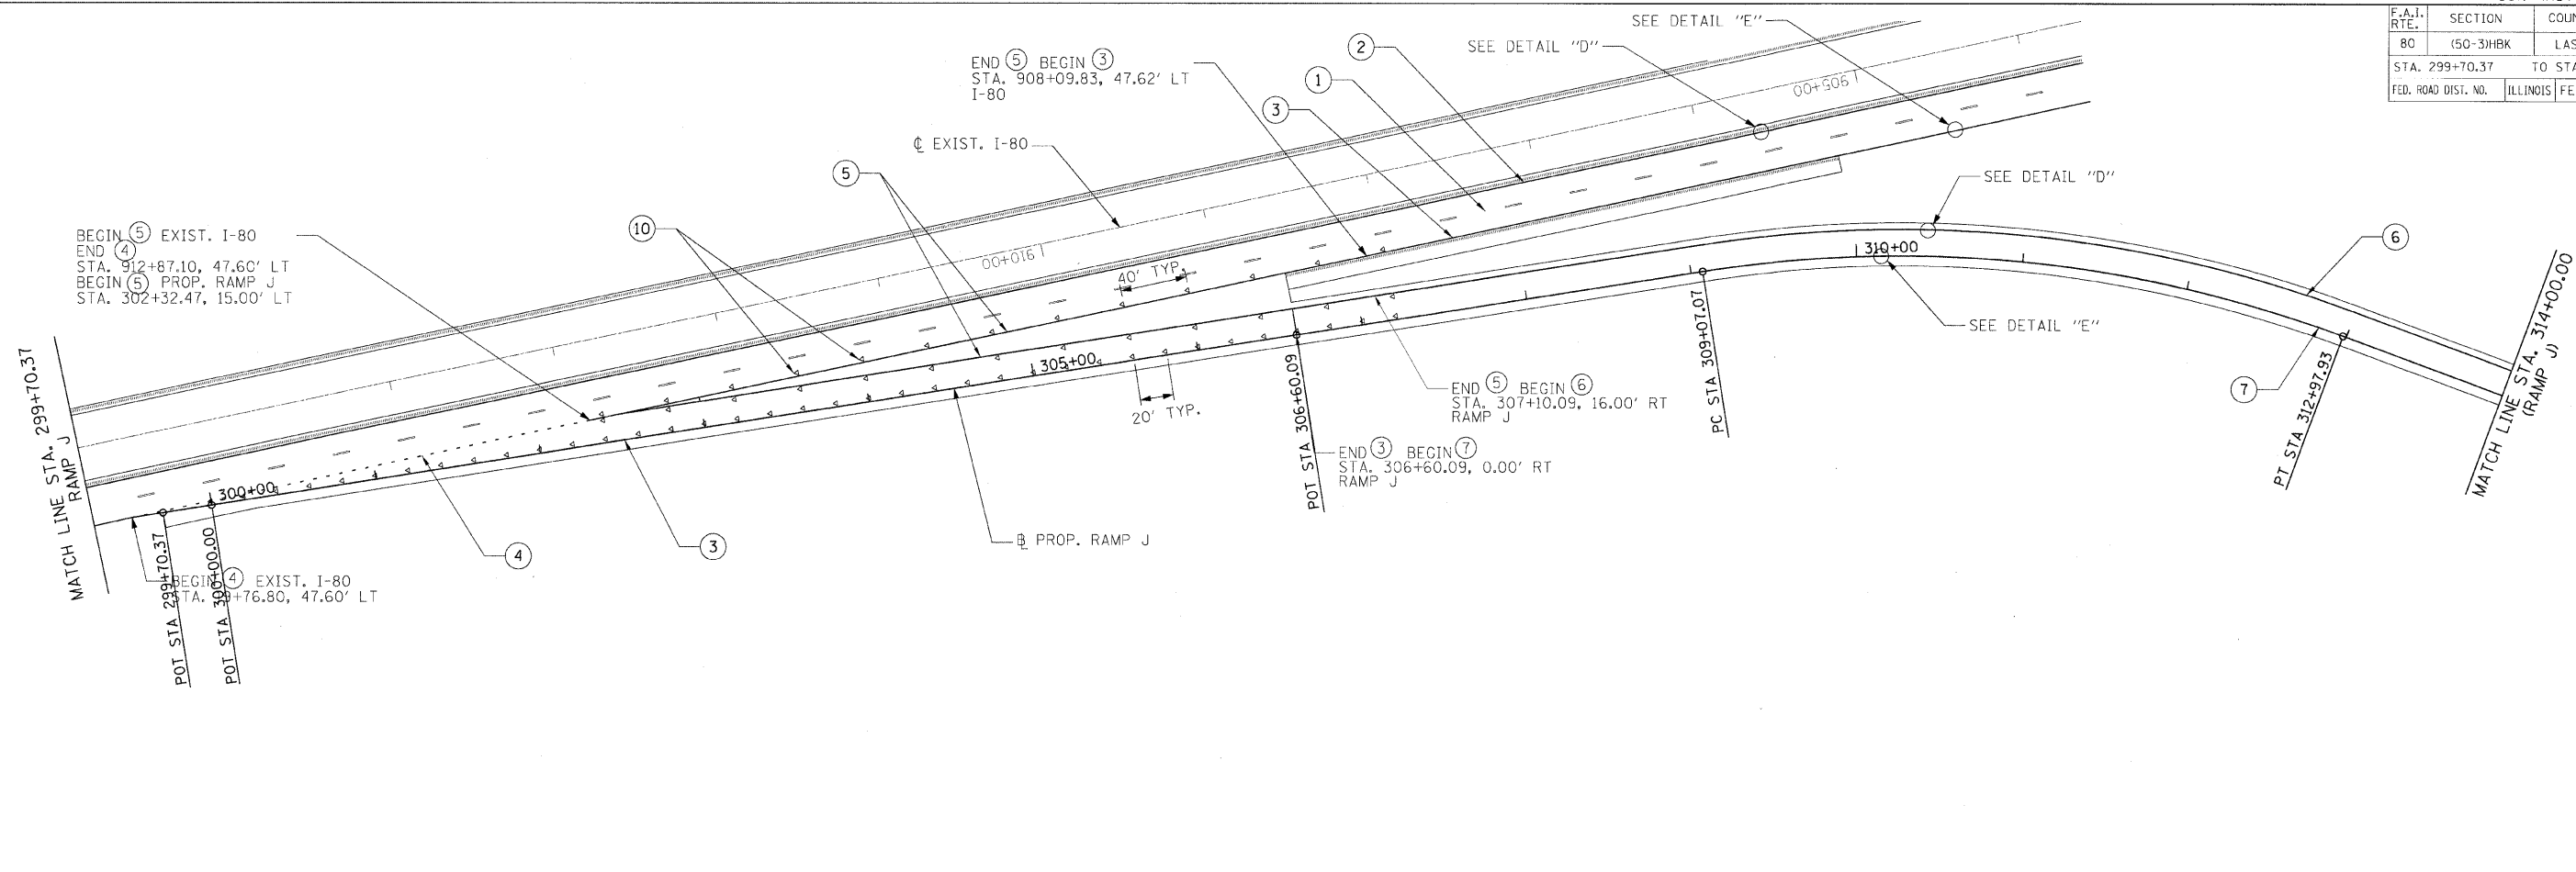 F.A.I. RTE. SECTION
80 (50-3)HBK
STA. 299+70.37 TO
FED. ROAD DIST. NO. ILLINOIS
SEE DETAIL "E"
SEE DETAIL "D"
2
1
3
END 5 BEGIN 3
STA. 908+09.83, 47.62' LT
I-80
905+00
℄ EXIST. I-80
5
10
SEE DETAIL "D"
BEGIN 5 EXIST. I-80
END 4
STA. 912+87.10, 47.60' LT
BEGIN 5 PROP. RAMP J
STA. 302+32.47, 15.00' LT
910+00
40' TYP.
310+00
6
SEE DETAIL "E"
MATCH LINE STA. 299+70.37
RAMP J
305+00
20' TYP.
END 5 BEGIN 6
STA. 307+10.09, 16.00' RT
RAMP J
END 3 BEGIN 7
STA. 306+60.09, 0.00' RT
RAMP J
POT STA 306+60.09
PC STA 309+07.07
7
PT STA 312+97.93
MATCH LINE STA. 314+00.00
(RAMP J)
300+00
4
3
PROP. RAMP J
BEGIN 4 EXIST. I-80
+76.80, 47.60' LT
POT STA 299+70.37
POT STA 300+00.00